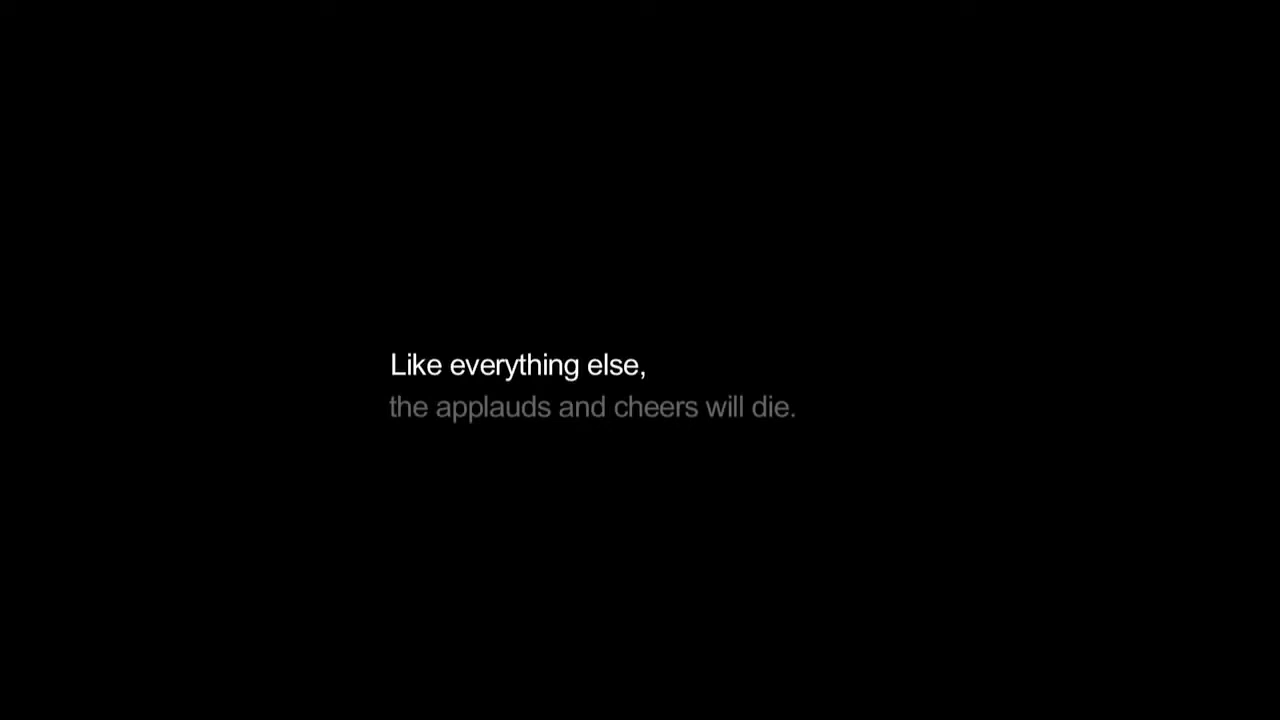 Like everything else,
the applauds and cheers will die.